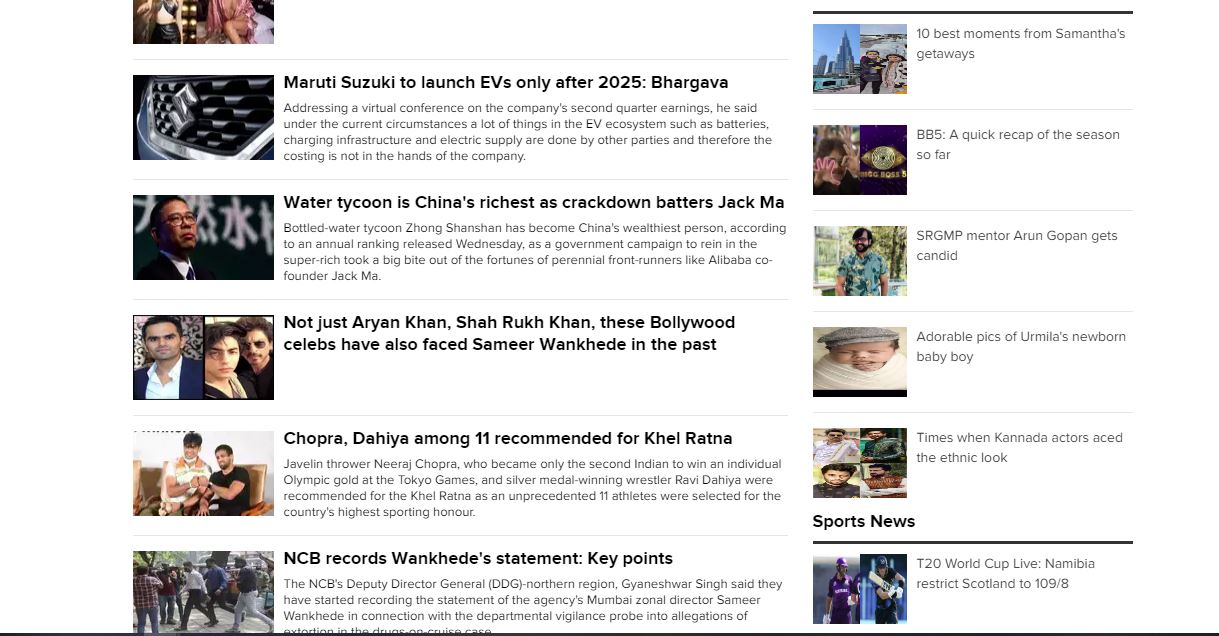 Maruti Suzuki to launch EVs only after 2025: Bhargava
Addressing a virtual conference on the company's second quarter earnings, he said
under the current circumstances a lot of things in the EV ecosystem such as batteries,
charging infrastructure and electric supply are done by other parties and therefore the
costing is not in the hands of the company.
Water tycoon is China's richest as crackdown batters Jack Ma
Bottled-water tycoon Zhong Shanshan has become China's wealthiest person, according
to an annual ranking released Wednesday, as a government campaign to rein in the
super-rich took a big bite out of the fortunes of perennial front-runners like Alibaba co-
founder Jack Ma.
Not just Aryan Khan, Shah Rukh Khan, these Bollywood
celebs have also faced Sameer Wankhede in the past
Chopra, Dahiya among 11 recommended for Khel Ratna
Javelin thrower Neeraj Chopra, who became only the second Indian to win an individual
Olympic gold at the Tokyo Games, and silver medal-winning wrestler Ravi Dahiya were
recommended for the Khel Ratna as an unprecedented 11 athletes were selected for the
country's highest sporting honour.
NCB records Wankhede's statement: Key points
The NCB's Deputy Director General (DDG)-northern region, Gyaneshwar Singh said they
have started recording the statement of the agency's Mumbai zonal director Sameer
Wankhede in connection with the departmental vigilance probe into allegations of
extortion in the drugs-on-cruise case
10 best moments from Samantha's
getaways
BB5: A quick recap of the season
so far
BIGG BOSS 5
SRGMP mentor Arun Gopan gets
candid
Adorable pics of Urmila's newborn
baby boy
Times when Kannada actors aced
the ethnic look
Sports News
T20 World Cup Live: Namibia
restrict Scotland to 109/8